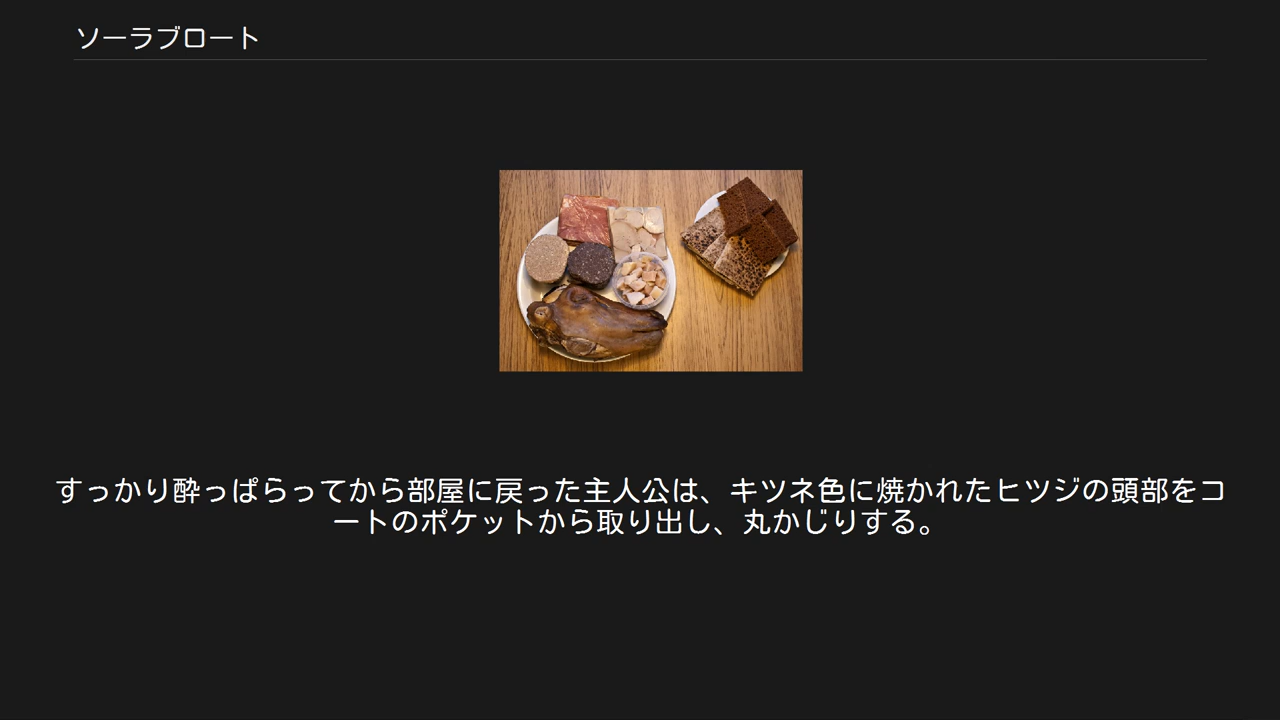 ソーラブロート
すっかり酔っぱらってから部屋に戻った主人公は、キツネ色に焼かれたヒツジの頭部をコ
ートのポケットから取り出し、丸かじりする。